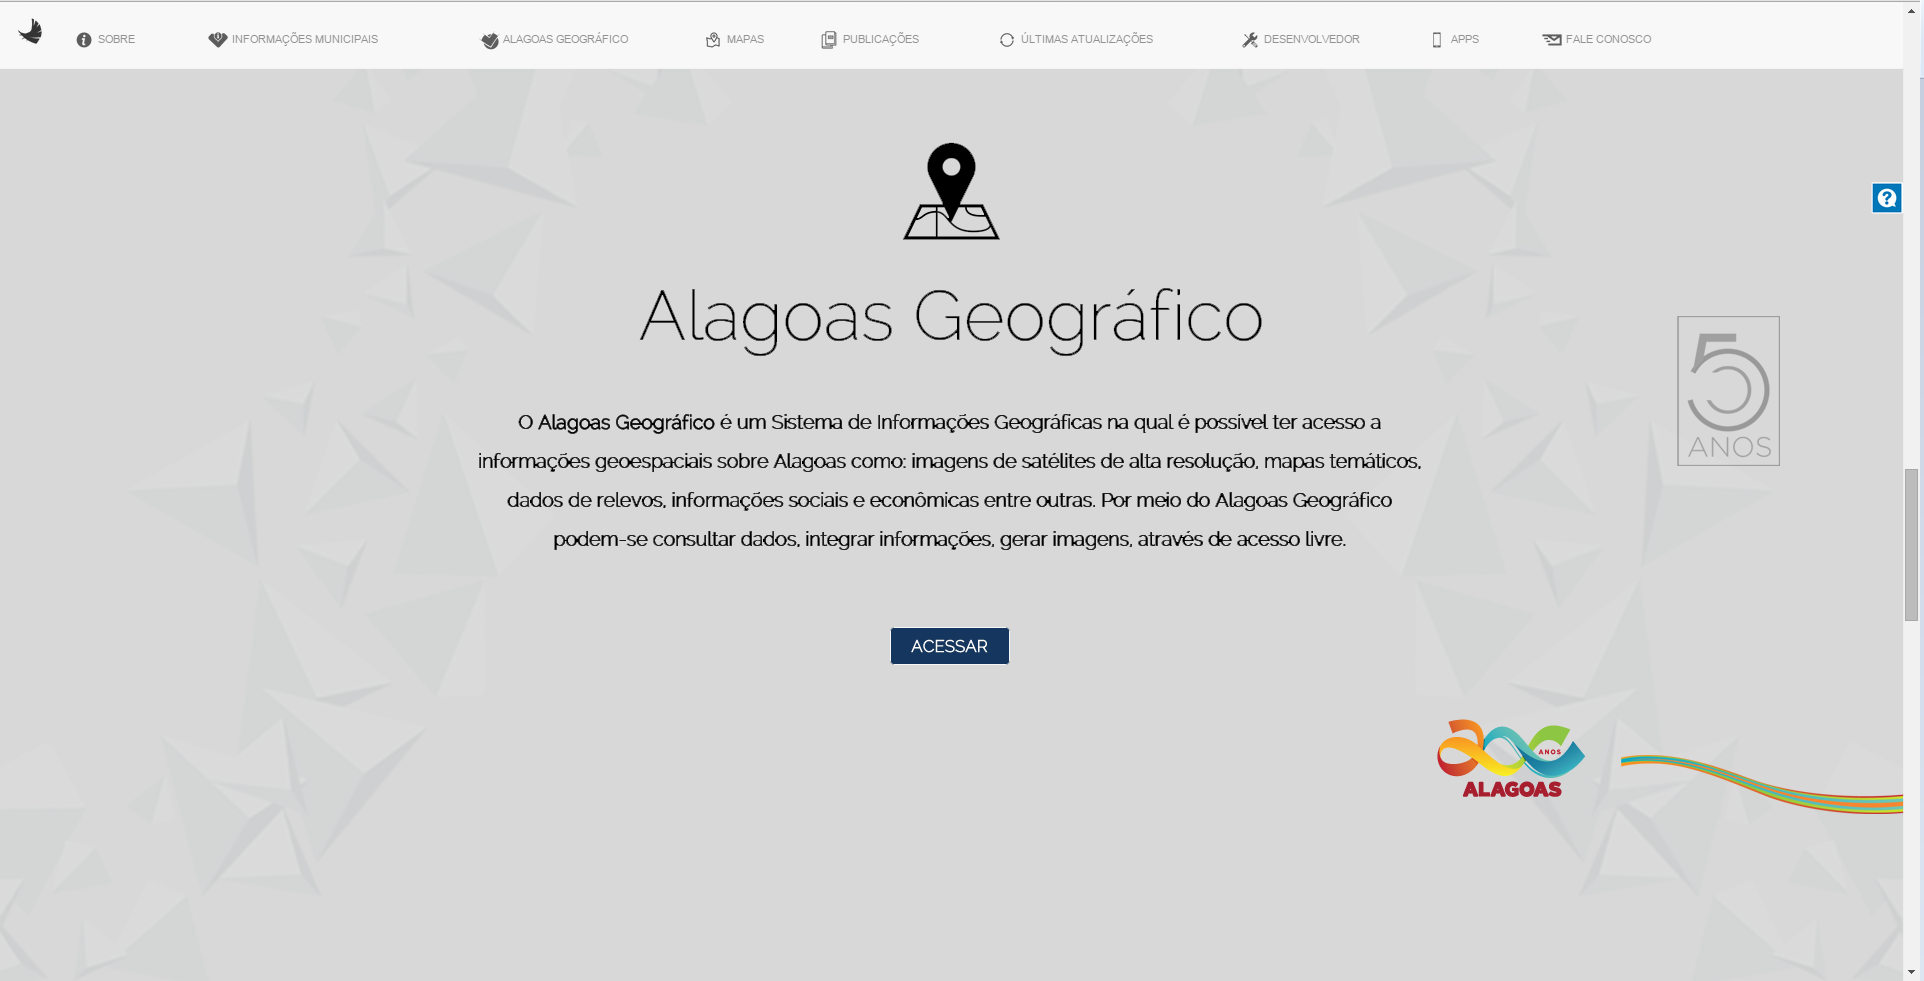 SOBRE
INFORMAÇÕES MUNICIPAIS
ALAGOAS GEOGRÁFICO
MAPAS
PUBLICAÇÕES
ÚLTIMAS ATUALIZAÇÕES
DESENVOLVEDOR
APPS
FALE CONOSCO
Alagoas Geográfico
O Alagoas Geográfico é um Sistema de Informações Geográficas na qual é possível ter acesso a
informações geoespaciais sobre Alagoas como: imagens de satélites de alta resolução, mapas temáticos,
dados de relevos, informações sociais e econômicas entre outras. Por meio do Alagoas Geográfico
podem-se consultar dados, integrar informações, gerar imagens, através de acesso livre.
ACESSAR
50
ANOS
200
ANOS
ALAGOAS